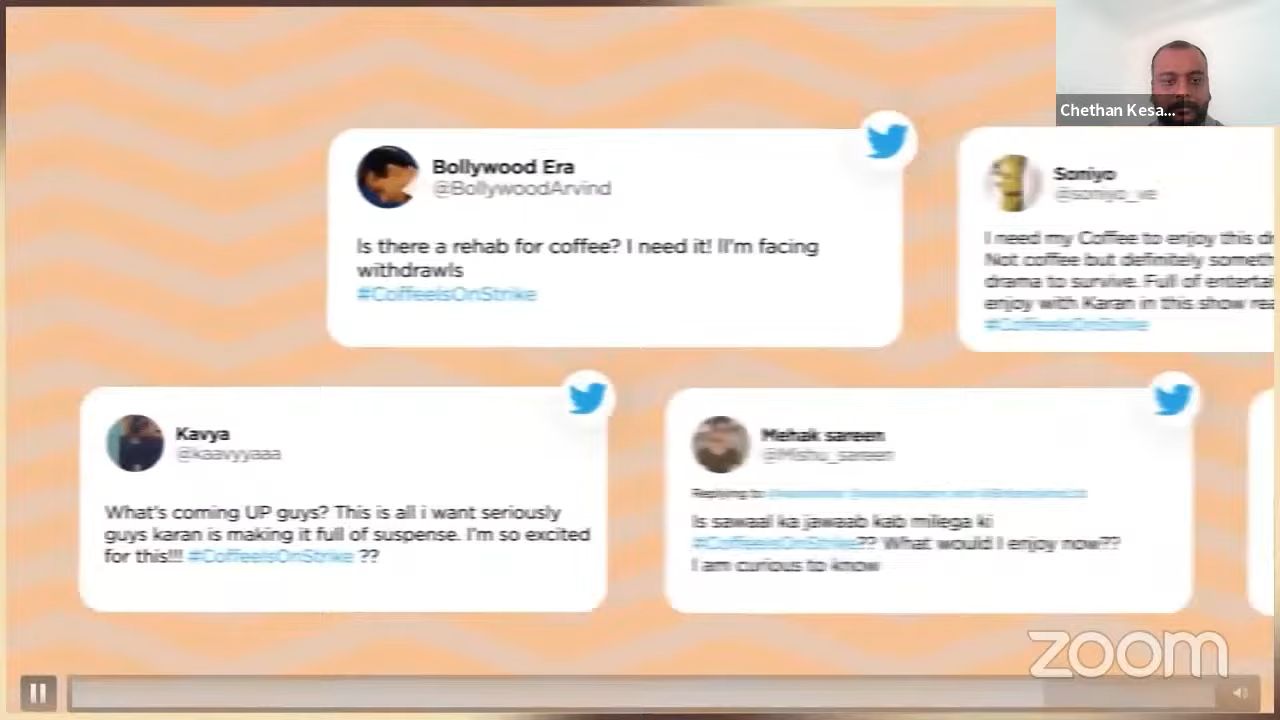 Chethan Kesa...
Bollywood Era
@BollywoodArvind
Is there a rehab for coffee? I need it! II'm facing
withdrawls
#CoffeeIsOnStrike
Soniyo
@soniyo_ve
I need my Coffee to enjoy this
Not coffee but definitely
drama to survive. Full of
enjoy with Karan in this show
#CoffeeIsOnStrike
Kavya
@kaavyyaaa
What's coming UP guys? This is all i want seriously
guys karan is making it full of suspense. I'm so excited
for this!!! #CoffeeIsOnStrike ??
Mehak sareen
@Mishu_sareen
Replying to
Is sawaal ka jawaab kab milega ki
#CoffeeIsOnStrike?? What would I enjoy now??
I am curious to know
zoom